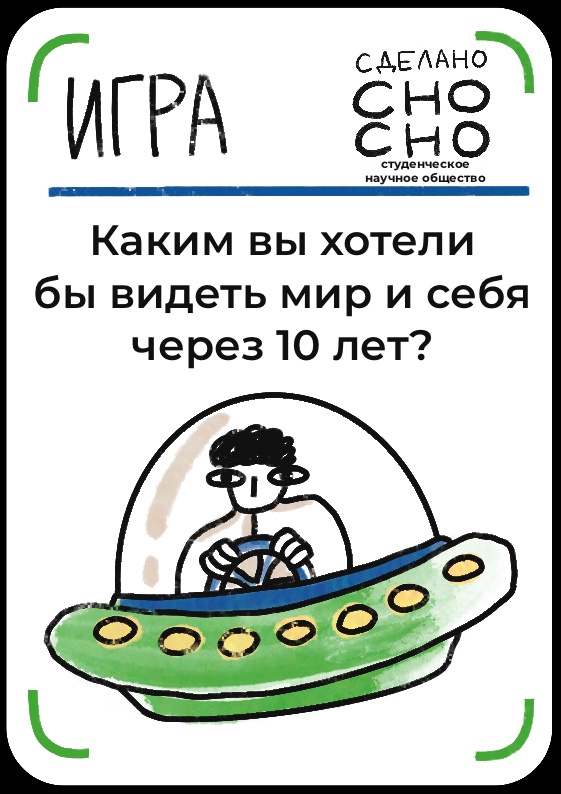 ИГРА
СДЕЛАНО
СНО
СНО
студенческое
научное общество
Каким вы хотели
бы видеть мир и себя
через 10 лет?